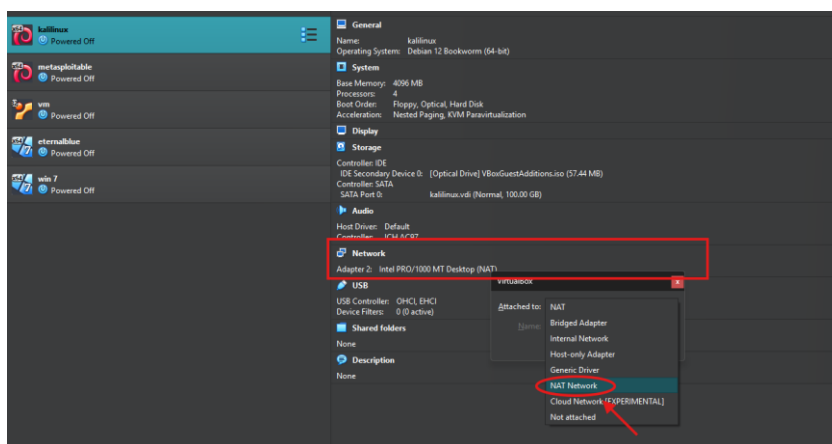 kalilinux
Powered Off
metasploitable
Powered Off
vm
Powered Off
eternalblue
Powered Off
win 7
Powered Off
General
Name: kalilinux
Operating System: Debian 12 Bookworm (64-bit)
System
Base Memory: 4096 MB
Processors: 4
Boot Order: Floppy, Optical, Hard Disk
Acceleration: Nested Paging, KVM Paravirtualization
Display
Storage
Controller: IDE
IDE Secondary Device 0: [Optical Drive] VBoxGuestAdditions.iso (57.44 MB)
Controller: SATA
SATA Port 0: kalilinux.vdi (Normal, 100.00 GB)
Audio
Host Driver: Default
Controller: ICH AC97
Network
Adapter 2: Intel PRO/1000 MT Desktop (NAT)
USB
USB Controller: OHCI, EHCI
Device Filters: 0 (0 active)
Shared folders
None
Description
None
VirtualBox
Attached to: NAT
Name:
Bridged Adapter
Internal Network
Host-only Adapter
Generic Driver
NAT Network
Cloud Network [EXPERIMENTAL]
Not attached